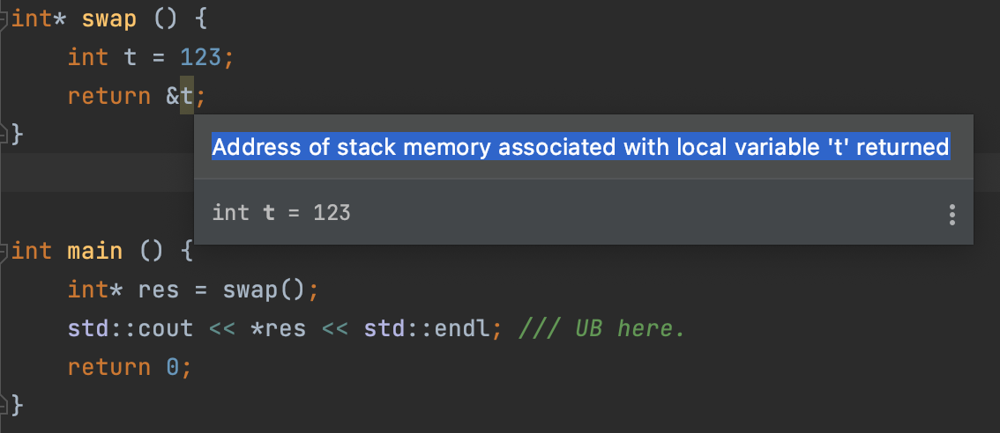 int* swap () {
    int t = 123;
    return &t;
}
Address of stack memory associated with local variable 't' returned
int t = 123
int main () {
    int* res = swap();
    std::cout << *res << std::endl; /// UB here.
    return 0;
}